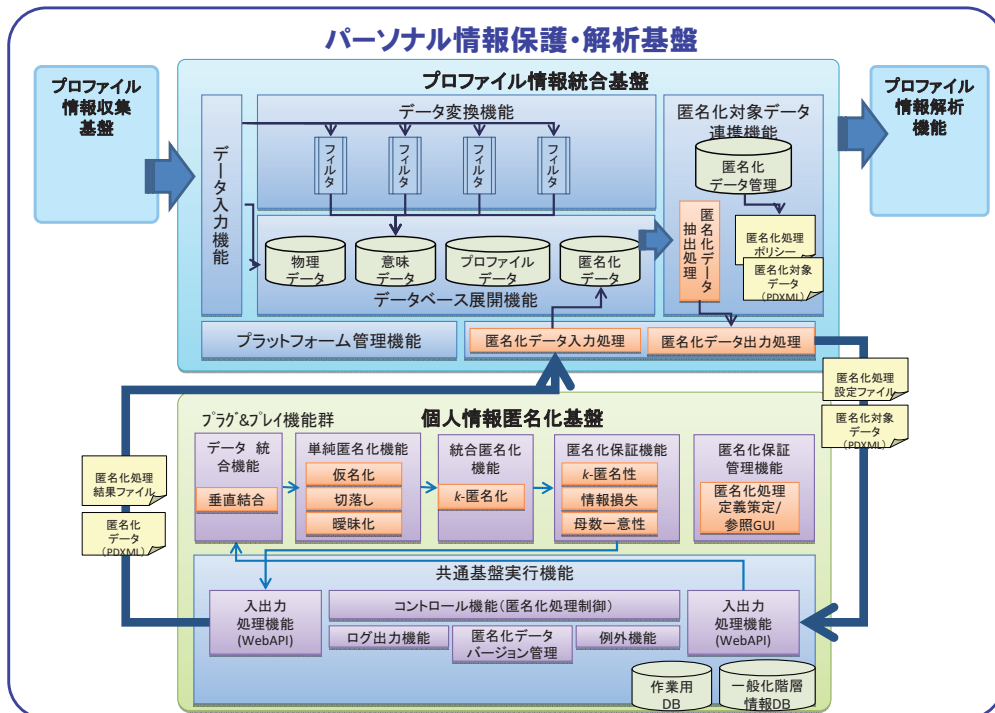 パーソナル情報保護・解析基盤
プロファイル
情報収集
基盤
プロファイル情報統合基盤
プロファイル
情報解析
機能
データ入力機能
データ変換機能
フィルタ
フィルタ
フィルタ
フィルタ
物理
データ
意味
データ
プロファイル
データ
匿名化
データ
データベース展開機能
匿名化対象データ
連携機能
匿名化
データ管理
匿名化データ
抽出処理
匿名化処理
ポリシー
匿名化対象
データ
(PDXML)
プラットフォーム管理機能
匿名化データ入力処理
匿名化データ出力処理
匿名化処理
設定ファイル
匿名化対象
データ
(PDXML)
匿名化処理
結果ファイル
匿名化
データ
(PDXML)
個人情報匿名化基盤
プラグ&プレイ機能群
データ 統
合機能
垂直結合
単純匿名化機能
仮名化
切落し
曖昧化
統合匿名化
機能
k-匿名化
匿名化保証機能
k-匿名性
情報損失
母数一意性
匿名化保証
管理機能
匿名化処理
定義策定/
参照GUI
共通基盤実行機能
入出力
処理機能
(WebAPI)
コントロール機能(匿名化処理制御)
ログ出力機能
匿名化データ
バージョン管理
例外機能
入出力
処理機能
(WebAPI)
作業用
DB
一般化階層
情報DB